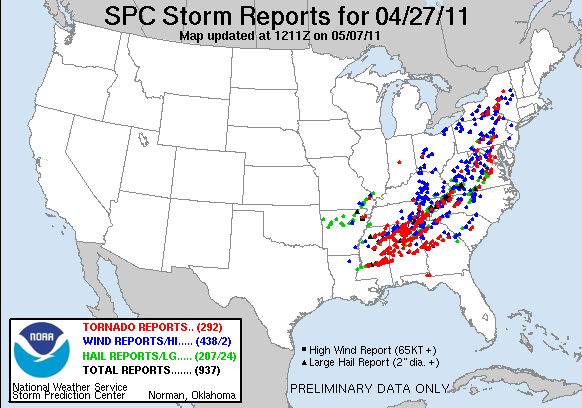 SPC Storm Reports for 04/27/11
Map updated at 1211Z on 05/07/11
NOAA
TORNADO REPORTS.. (292)
WIND REPORTS/HI..... (438/2)
HAIL REPORTS/LG..... (207/24)
TOTAL REPORTS....... (937)
National Weather Service
Storm Prediction Center Norman, Oklahoma
High Wind Report (65KT +)
Large Hail Report (2" dia. +)
PRELIMINARY DATA ONLY